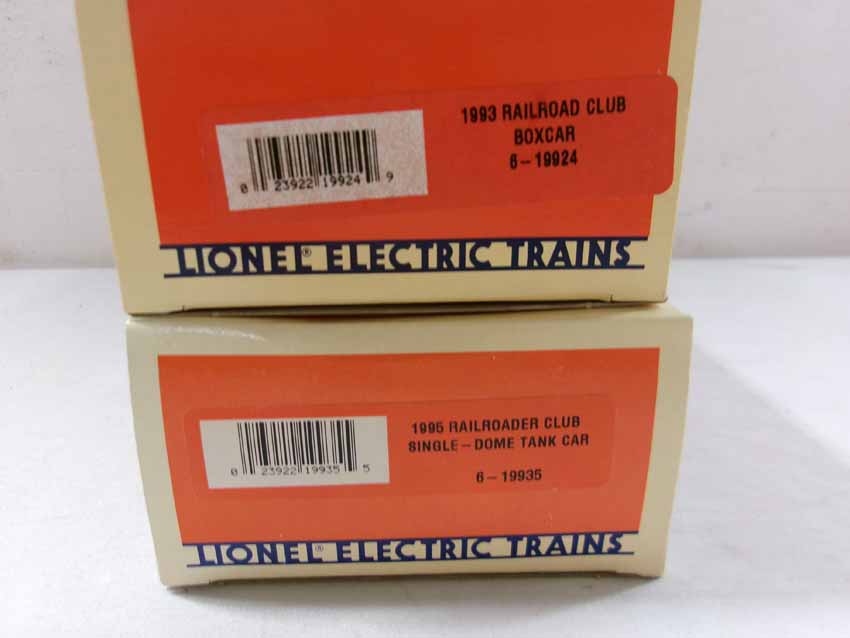 1993 RAILROAD CLUB
BOXCAR
6-19924
0 23922 19924 9
LIONEL® ELECTRIC TRAINS
1995 RAILROADER CLUB
SINGLE-DOME TANK CAR
6-19935
0 23922 19935 5
LIONEL® ELECTRIC TRAINS